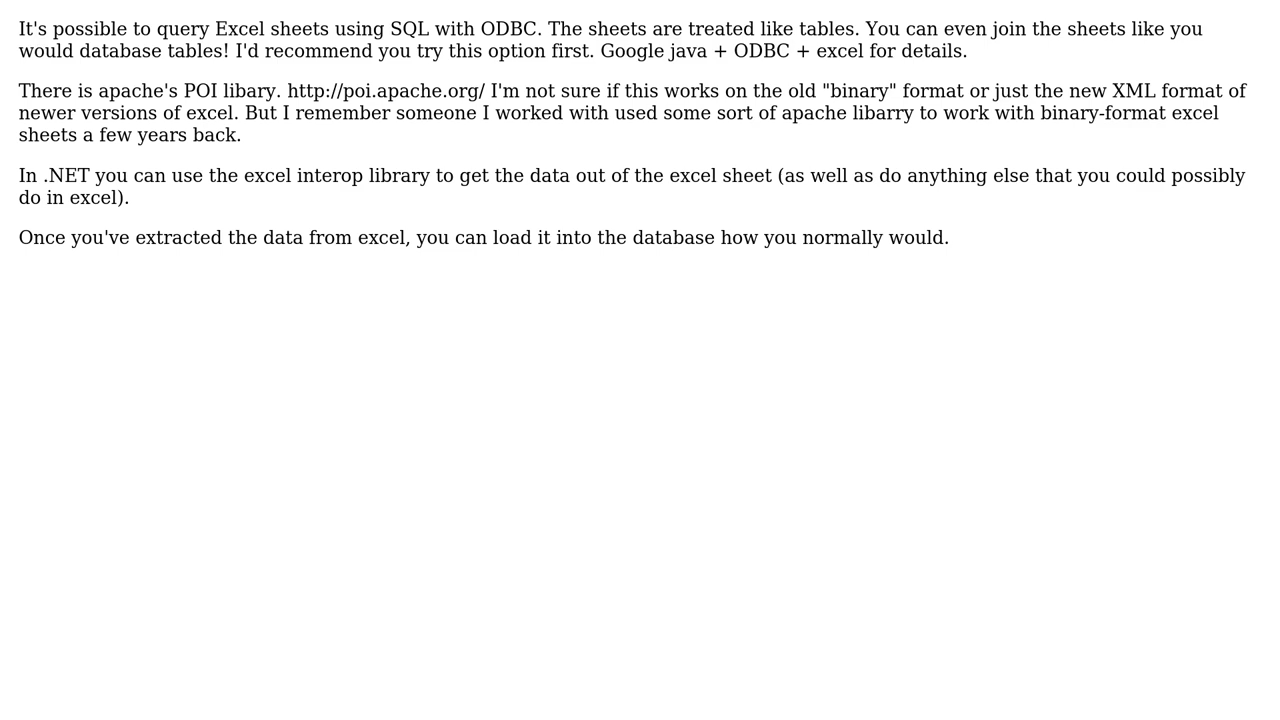 It's possible to query Excel sheets using SQL with ODBC. The sheets are treated like tables. You can even join the sheets like you
would database tables! I'd recommend you try this option first. Google java + ODBC + excel for details.
There is apache's POI libary. http://poi.apache.org/ I'm not sure if this works on the old "binary" format or just the new XML format of
newer versions of excel. But I remember someone I worked with used some sort of apache libarry to work with binary-format excel
sheets a few years back.
In .NET you can use the excel interop library to get the data out of the excel sheet (as well as do anything else that you could possibly
do in excel).
Once you've extracted the data from excel, you can load it into the database how you normally would.